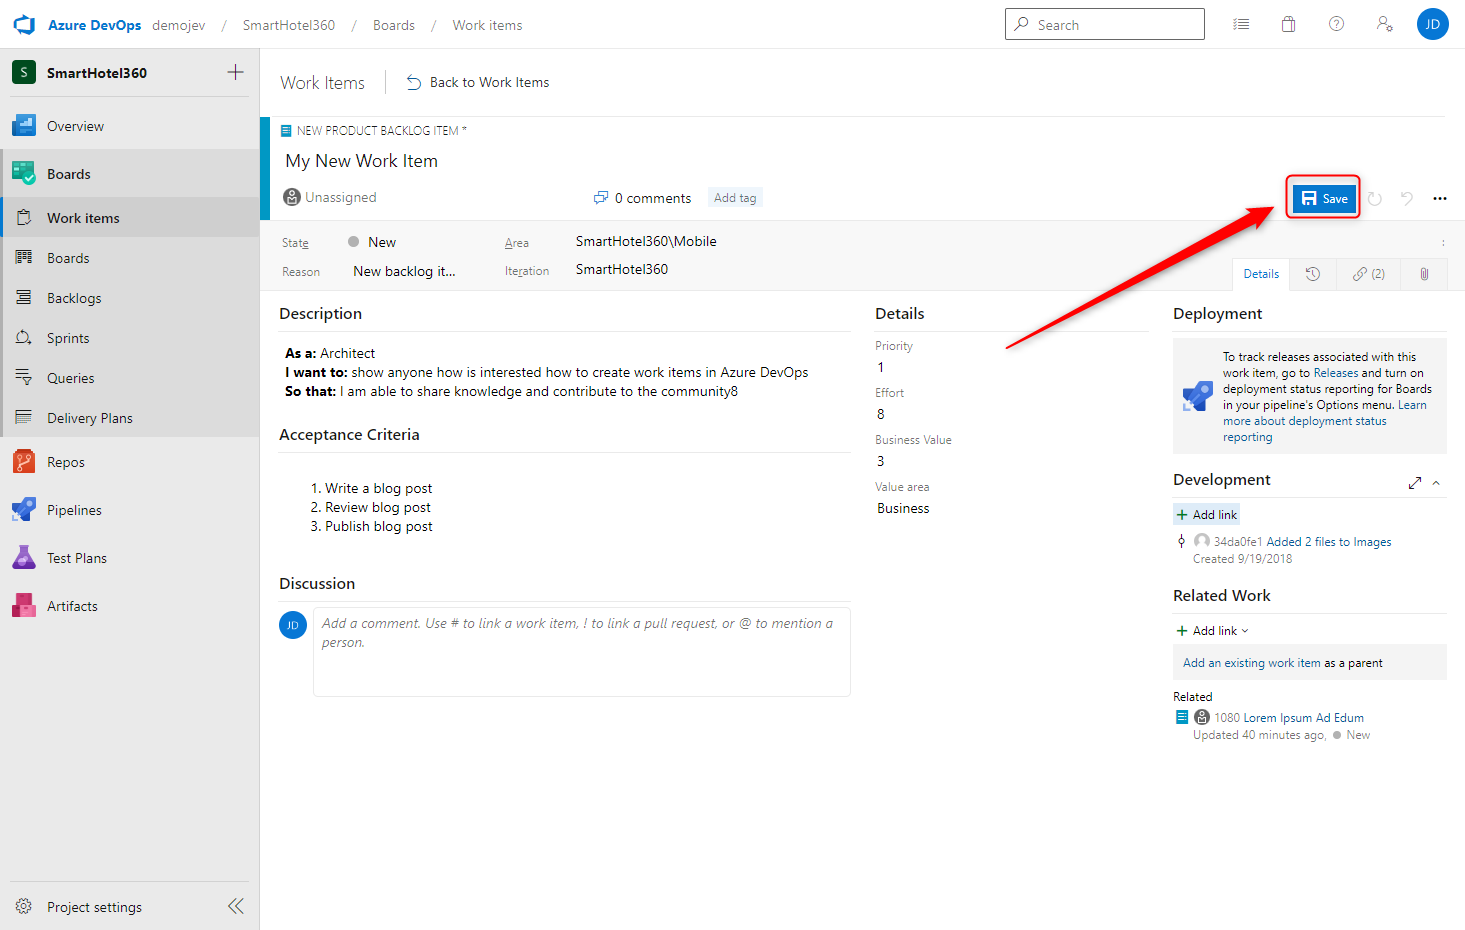 Azure DevOps demojev / SmartHotel360 / Boards / Work items
Search
JD
S SmartHotel360
Overview
Boards
Work items
Boards
Backlogs
Sprints
Queries
Delivery Plans
Repos
Pipelines
Test Plans
Artifacts
Project settings
Work Items
Back to Work Items
NEW PRODUCT BACKLOG ITEM *
My New Work Item
Unassigned
0 comments
Add tag
Save
State
New
Area
SmartHotel360\Mobile
Reason
New backlog it...
Iteration
SmartHotel360
Details
(2)
Description
As a: Architect
I want to: show anyone how is interested how to create work items in Azure DevOps
So that: I am able to share knowledge and contribute to the community8
Acceptance Criteria
1. Write a blog post
2. Review blog post
3. Publish blog post
Discussion
JD
Add a comment. Use # to link a work item, ! to link a pull request, or @ to mention a
person.
Details
Priority
1
Effort
8
Business Value
3
Value area
Business
Deployment
To track releases associated with this
work item, go to Releases and turn on
deployment status reporting for Boards
in your pipeline's Options menu. Learn
more about deployment status
reporting
Development
+ Add link
34da0fe1 Added 2 files to Images
Created 9/19/2018
Related Work
+ Add link
Add an existing work item as a parent
Related
1080 Lorem Ipsum Ad Edum
Updated 40 minutes ago, New